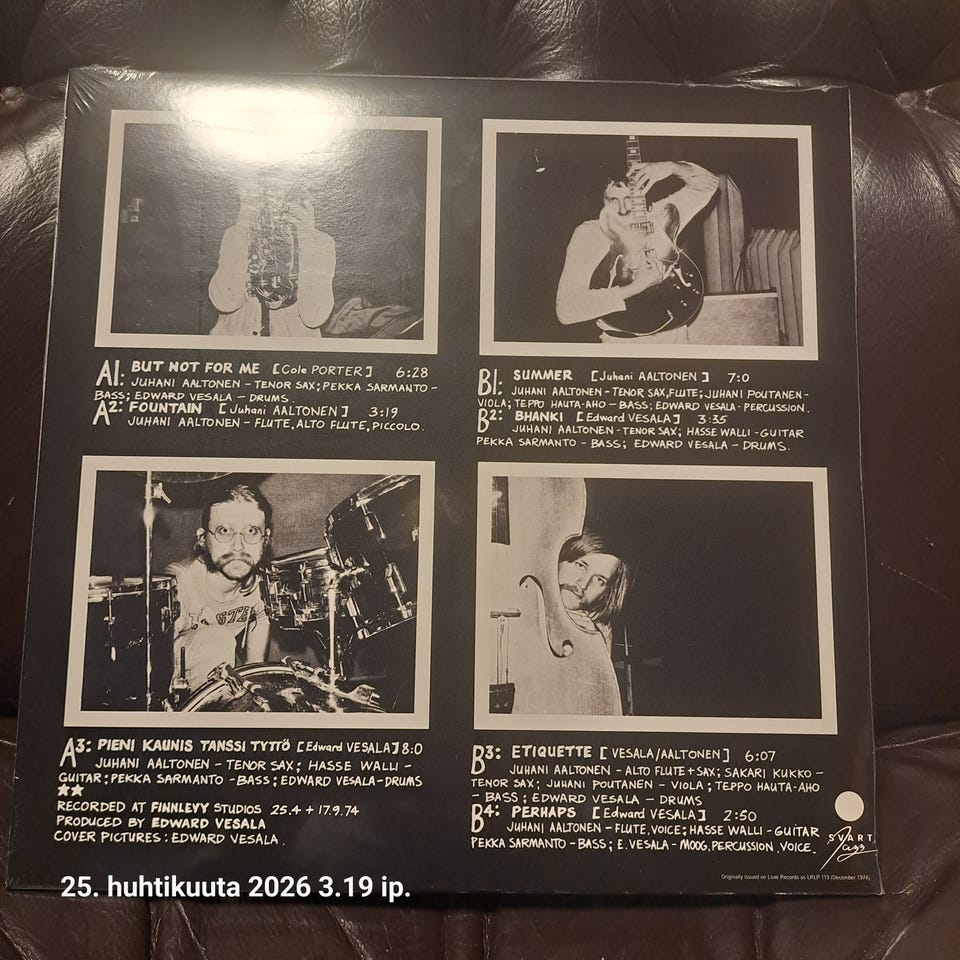 A1: BUT NOT FOR ME [Cole PORTER] 6:28
JUHANI AALTONEN - TENOR SAX; PEKKA SARMANTO -
BASS; EDWARD VESALA - DRUMS.
A2: FOUNTAIN [Juhani AALTONEN] 3:19
JUHANI AALTONEN - FLUTE, ALTO FLUTE, PICCOLO.
B1: SUMMER [Juhani AALTONEN] 7:0
JUHANI AALTONEN - TENOR SAX, FLUTE; JUHANI POUTANEN -
VIOLA; TEPPO HAUTA-AHO - BASS; EDWARD VESALA - PERCUSSION.
B2: BHANKI [Edward VESALA] 3:35
JUHANI AALTONEN - TENOR SAX; HASSE WALLI - GUITAR
PEKKA SARMANTO - BASS; EDWARD VESALA - DRUMS.
A3: PIENI KAUNIS TANSSI TYTTÖ [Edward VESALA] 8:0
JUHANI AALTONEN - TENOR SAX; HASSE WALLI -
GUITAR; PEKKA SARMANTO - BASS; EDWARD VESALA - DRUMS
★★
RECORDED AT FINNLEVY STUDIOS 25.4 + 17.9.74
PRODUCED BY EDWARD VESALA
COVER PICTURES: EDWARD VESALA.
B3: ETIQUETTE [VESALA/AALTONEN] 6:07
JUHANI AALTONEN - ALTO FLUTE + SAX; SAKARI KUKKO -
TENOR SAX; JUHANI POUTANEN - VIOLA; TEPPO HAUTA-AHO
- BASS; EDWARD VESALA - DRUMS
B4: PERHAPS [Edward VESALA] 2:50
JUHANI AALTONEN - FLUTE, VOICE; HASSE WALLI - GUITAR
PEKKA SARMANTO - BASS; E. VESALA - MOOG, PERCUSSION, VOICE.
SVART
Jazz
Originally issued on Love Records as LRLP 115 (December 1974).
25. huhtikuuta 2026 3.19 ip.